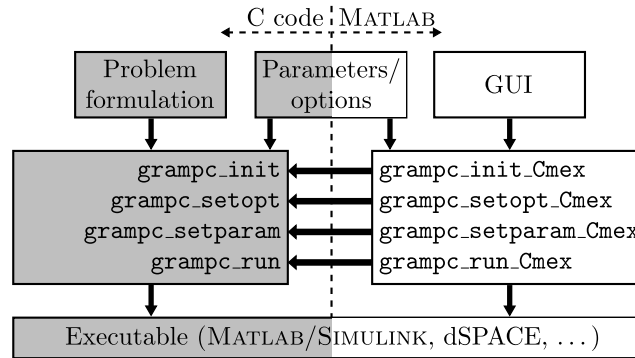 C code MATLAB
Problem
formulation
Parameters/
options
GUI
grampc_init
grampc_setopt
grampc_setparam
grampc_run
grampc_init_Cmex
grampc_setopt_Cmex
grampc_setparam_Cmex
grampc_run_Cmex
Executable (MATLAB/SIMULINK, dSPACE, ...)